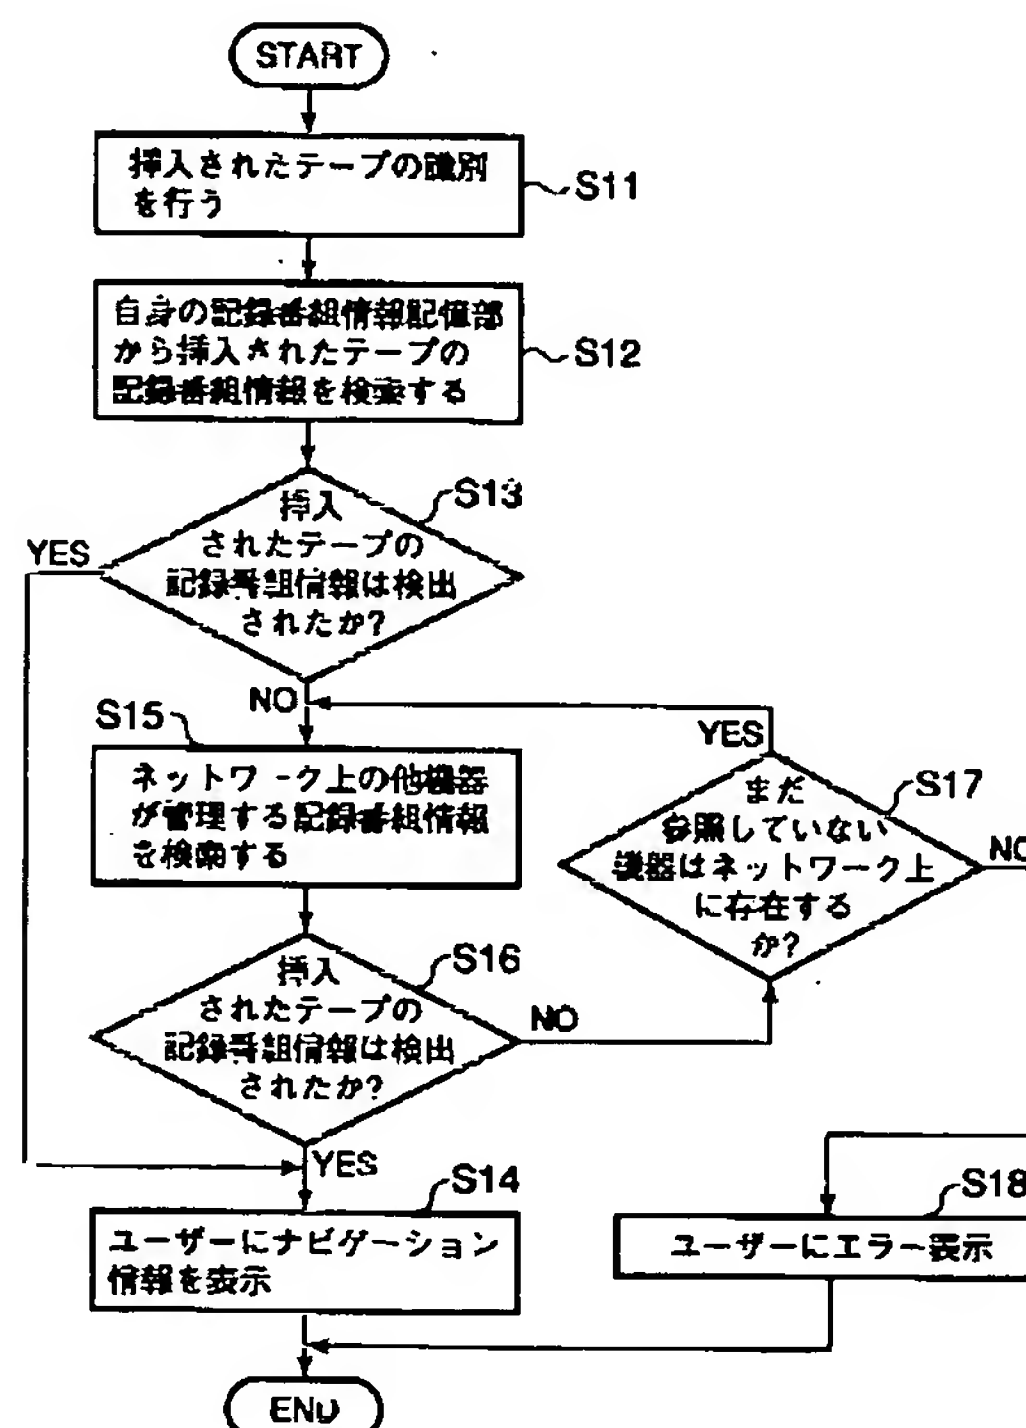 START
挿入されたテープの識別
を行う
S11
自身の記録番組情報記憶部
から挿入されたテープの
記録番組情報を検索する
S12
挿入
されたテープの
記録番組情報は検出
されたか?
S13
YES
NO
S15
ネットワーク上の他機器
が管理する記録番組情報
を検索する
YES
まだ
参照していない
機器はネットワーク上
に存在する
か?
S17
NO
挿入
されたテープの
記録番組情報は検出
されたか?
S16
NO
YES
S14
ユーザーにナビゲーション
情報を表示
S18
ユーザーにエラー表示
END